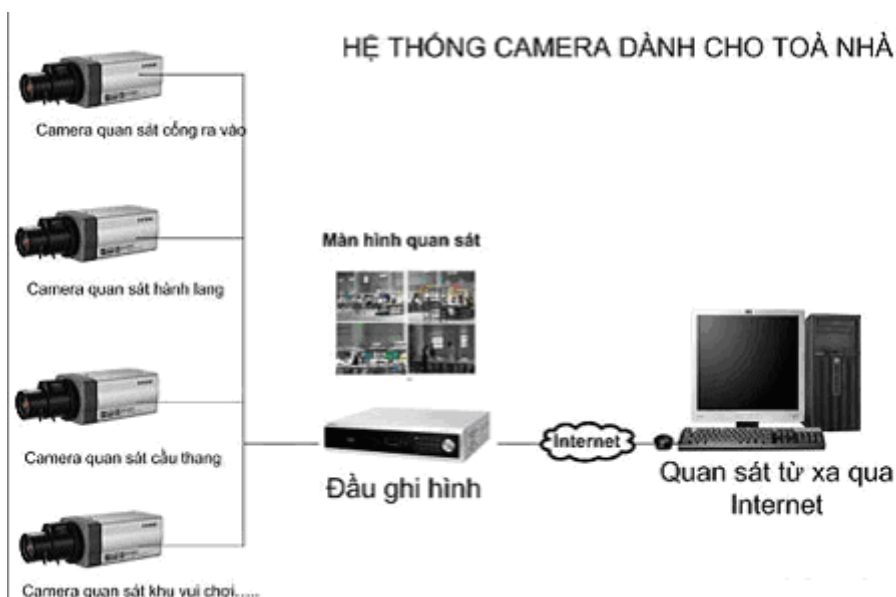 HỆ THỐNG CAMERA DÀNH CHO TOÀ NHÀ
Camera quan sát cổng ra vào
Camera quan sát hành lang
Màn hình quan sát
Camera quan sát cầu thang
Đầu ghi hình
Internet
Quan sát từ xa qua
Internet
Camera quan sát khu vui chơi.....